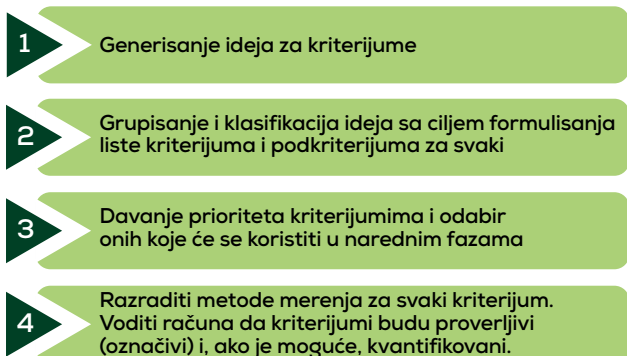 1
Generisanje ideja za kriterijume
2
Grupisanje i klasifikacija ideja sa ciljem formulisanja
liste kriterijuma i podkriterijuma za svaki
3
Davanje prioriteta kriterijumima i odabir
onih koje će se koristiti u narednim fazama
4
Razraditi metode merenja za svaki kriterijum.
Voditi računa da kriterijumi budu proverljivi
(označivi) i, ako je moguće, kvantifikovani.